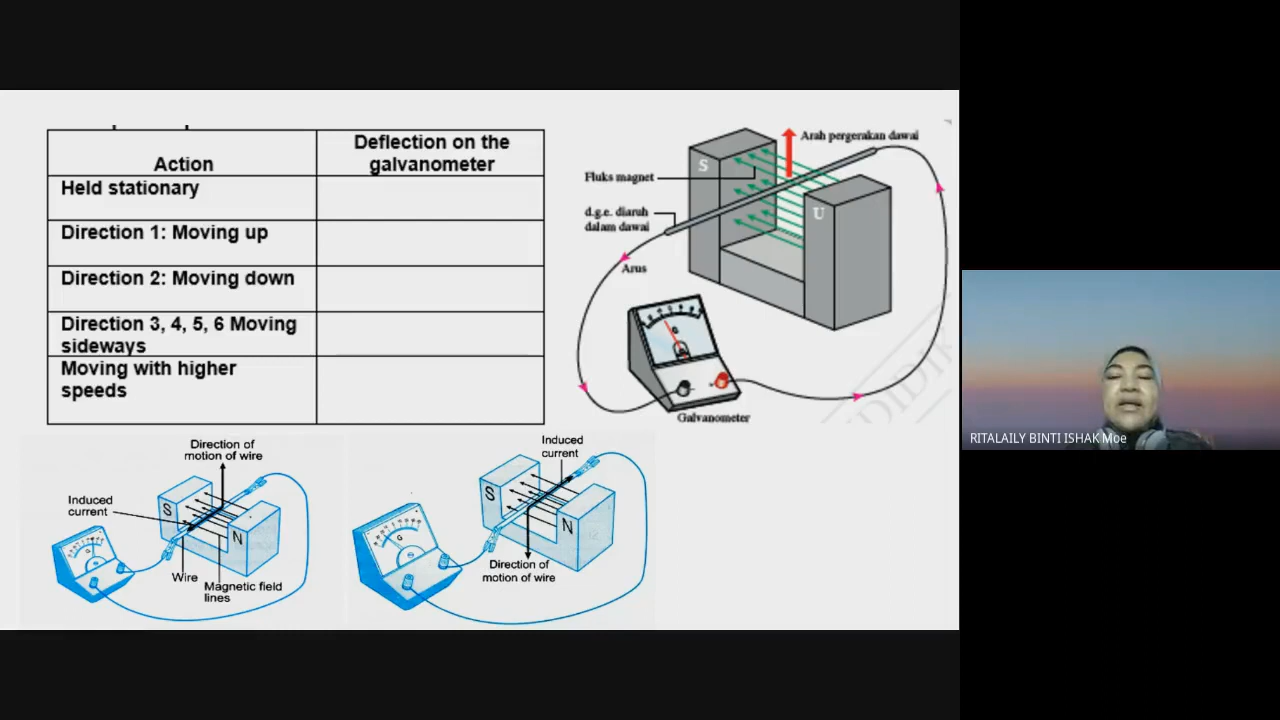 Action
Deflection on the
galvanometer
Held stationary
Direction 1: Moving up
Direction 2: Moving down
Direction 3, 4, 5, 6 Moving
sideways
Moving with higher
speeds
Arah pergerakan dawai
S
Fluks magnet
U
d.g.e. diaruh
dalam dawai
Arus
G
Galvanometer
Direction of
motion of wire
Induced
current
S
N
G
Wire
Magnetic field
lines
Induced
current
S
N
G
Direction of
motion of wire
RITALAILY BINTI ISHAK Moe